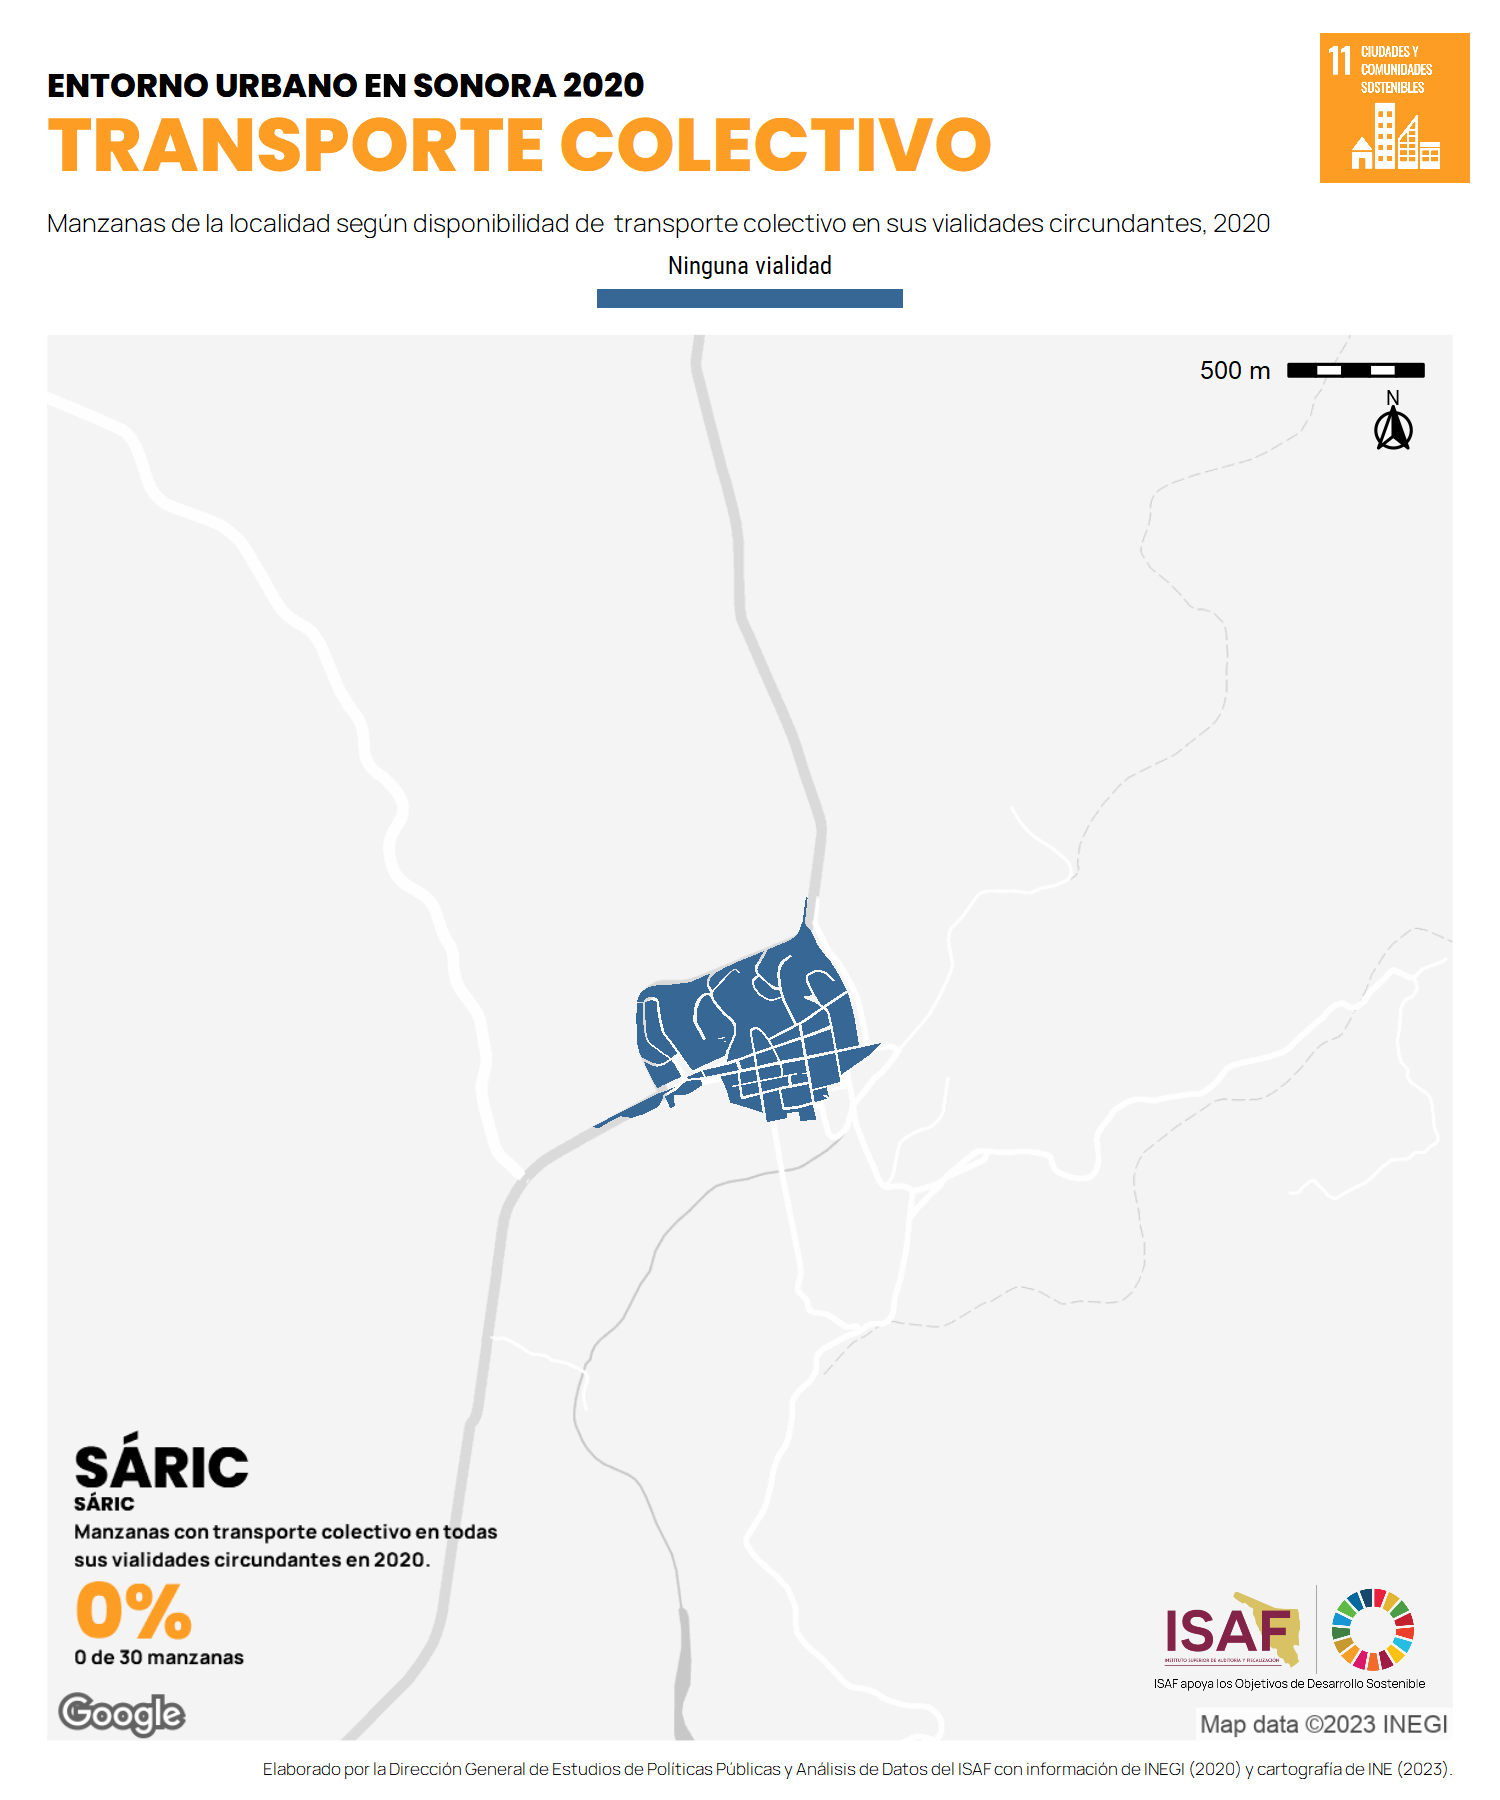 ENTORNO URBANO EN SONORA 2020
TRANSPORTE COLECTIVO
11 CIUDADES Y
COMUNIDADES
SOSTENIBLES
Manzanas de la localidad según disponibilidad de transporte colectivo en sus vialidades circundantes, 2020
Ninguna vialidad
500 m
N
SÁRIC
SÁRIC
Manzanas con transporte colectivo en todas
sus vialidades circundantes en 2020.
0%
0 de 30 manzanas
Google
ISAF
INSTITUTO SUPERIOR DE AUDITORÍA Y FISCALIZACIÓN
ISAF apoya los Objetivos de Desarrollo Sostenible
Map data ©2023 INEGI
Elaborado por la Dirección General de Estudios de Políticas Públicas y Análisis de Datos del ISAF con información de INEGI (2020) y cartografía de INE (2023).